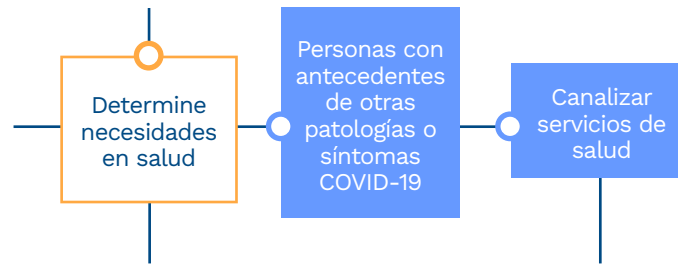 Determine
necesidades
en salud
Personas con
antecedentes
de otras
patologías o
síntomas
COVID-19
Canalizar
servicios de
salud